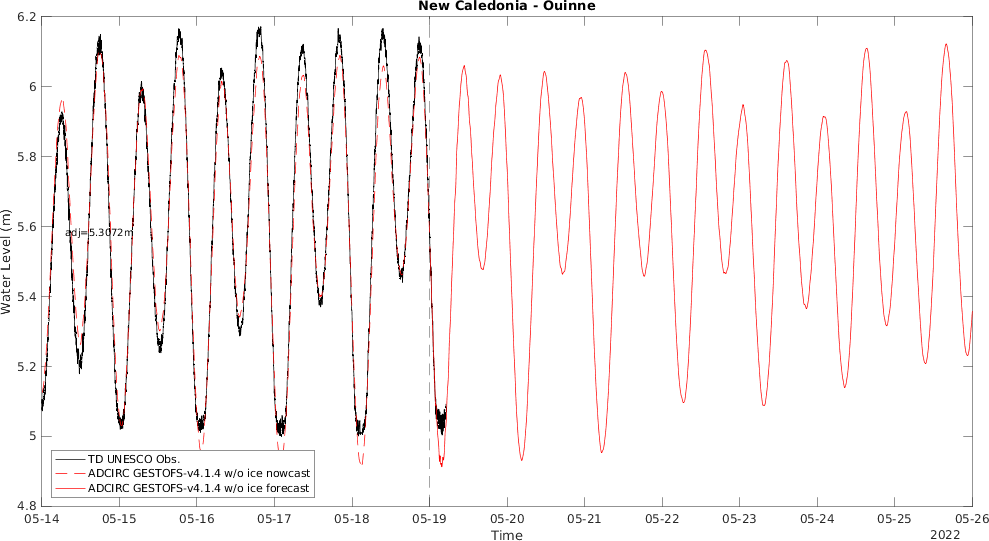 New Caledonia - Ouinne
6.2
6
5.8
5.6
5.4
5.2
5
4.8
Water Level (m)
adj=5.3072m
TD UNESCO Obs.
ADCIRC GESTOFS-v4.1.4 w/o ice nowcast
ADCIRC GESTOFS-v4.1.4 w/o ice forecast
05-14 05-15 05-16 05-17 05-18 05-19 05-20 05-21 05-22 05-23 05-24 05-25 05-26
Time
2022